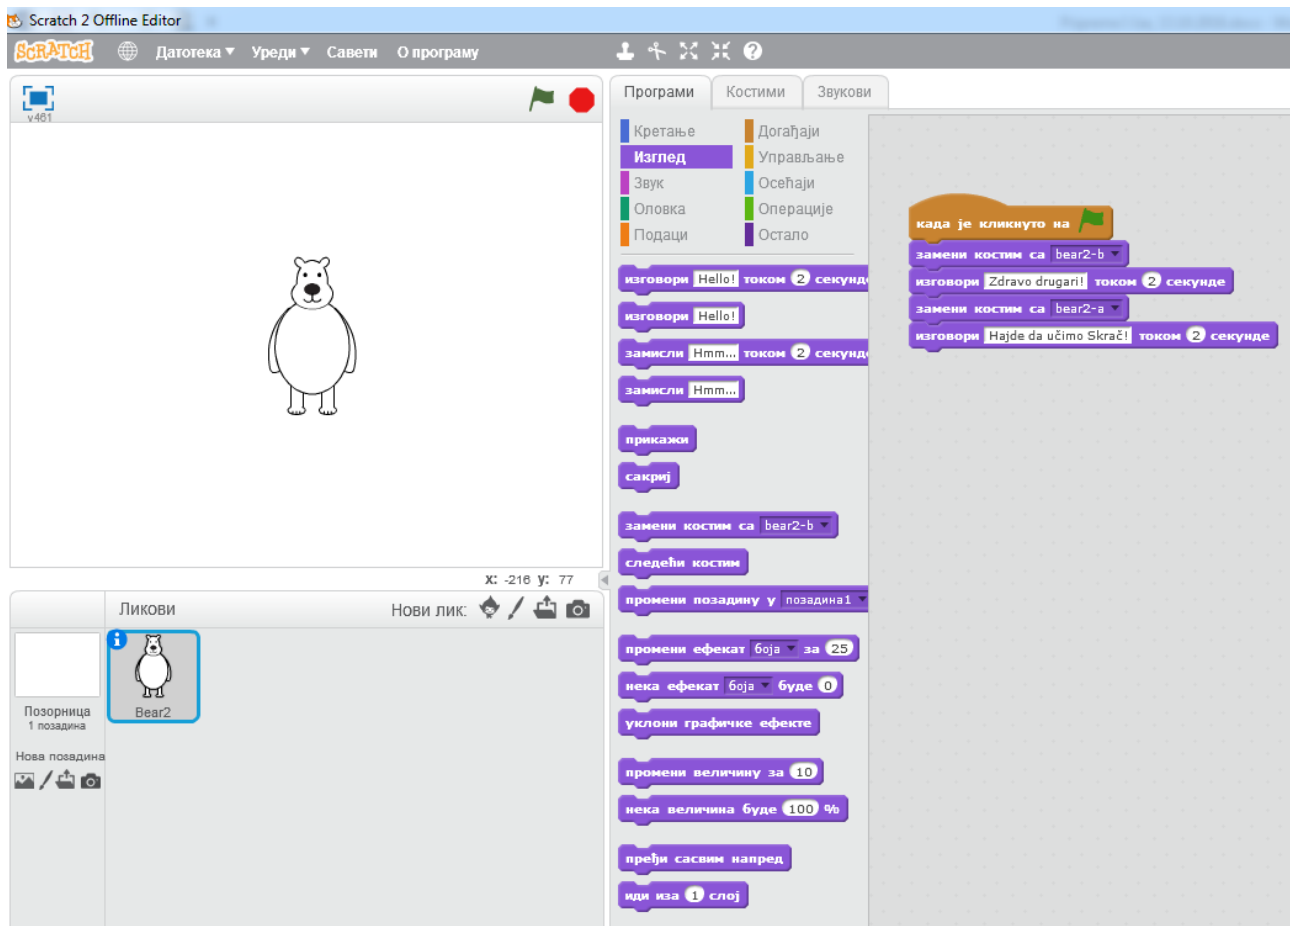 Scratch 2 Offline Editor
SCRATCH Датотека Уреди Савети О програму
v461
Програми Костими Звукови
Кретање Догађаји
Изглед Управљање
Звук Осећаји
Оловка Операције
Подаци Остало
изговори Hello! током 2 секунде
изговори Hello!
замисли Hmm... током 2 секунд
замисли Hmm...
прикажи
сакриј
замени костим са bear2-b
следећи костим
промени позадину у позадина1
промени ефекат боја за 25
нека ефекат боја буде 0
уклони графичке ефекте
промени величину за 10
нека величина буде 100 %
пређи сасвим напред
иди иза 1 слој
када је кликнуто на
замени костим са bear2-b
изговори Zdravo drugari! током 2 секунде
замени костим са bear2-a
изговори Hajde da učimo Skrač! током 2 секунде
x: -216 y: 77
Ликови Нови лик:
Позорница
1 позадина
Bear2
Нова позадина